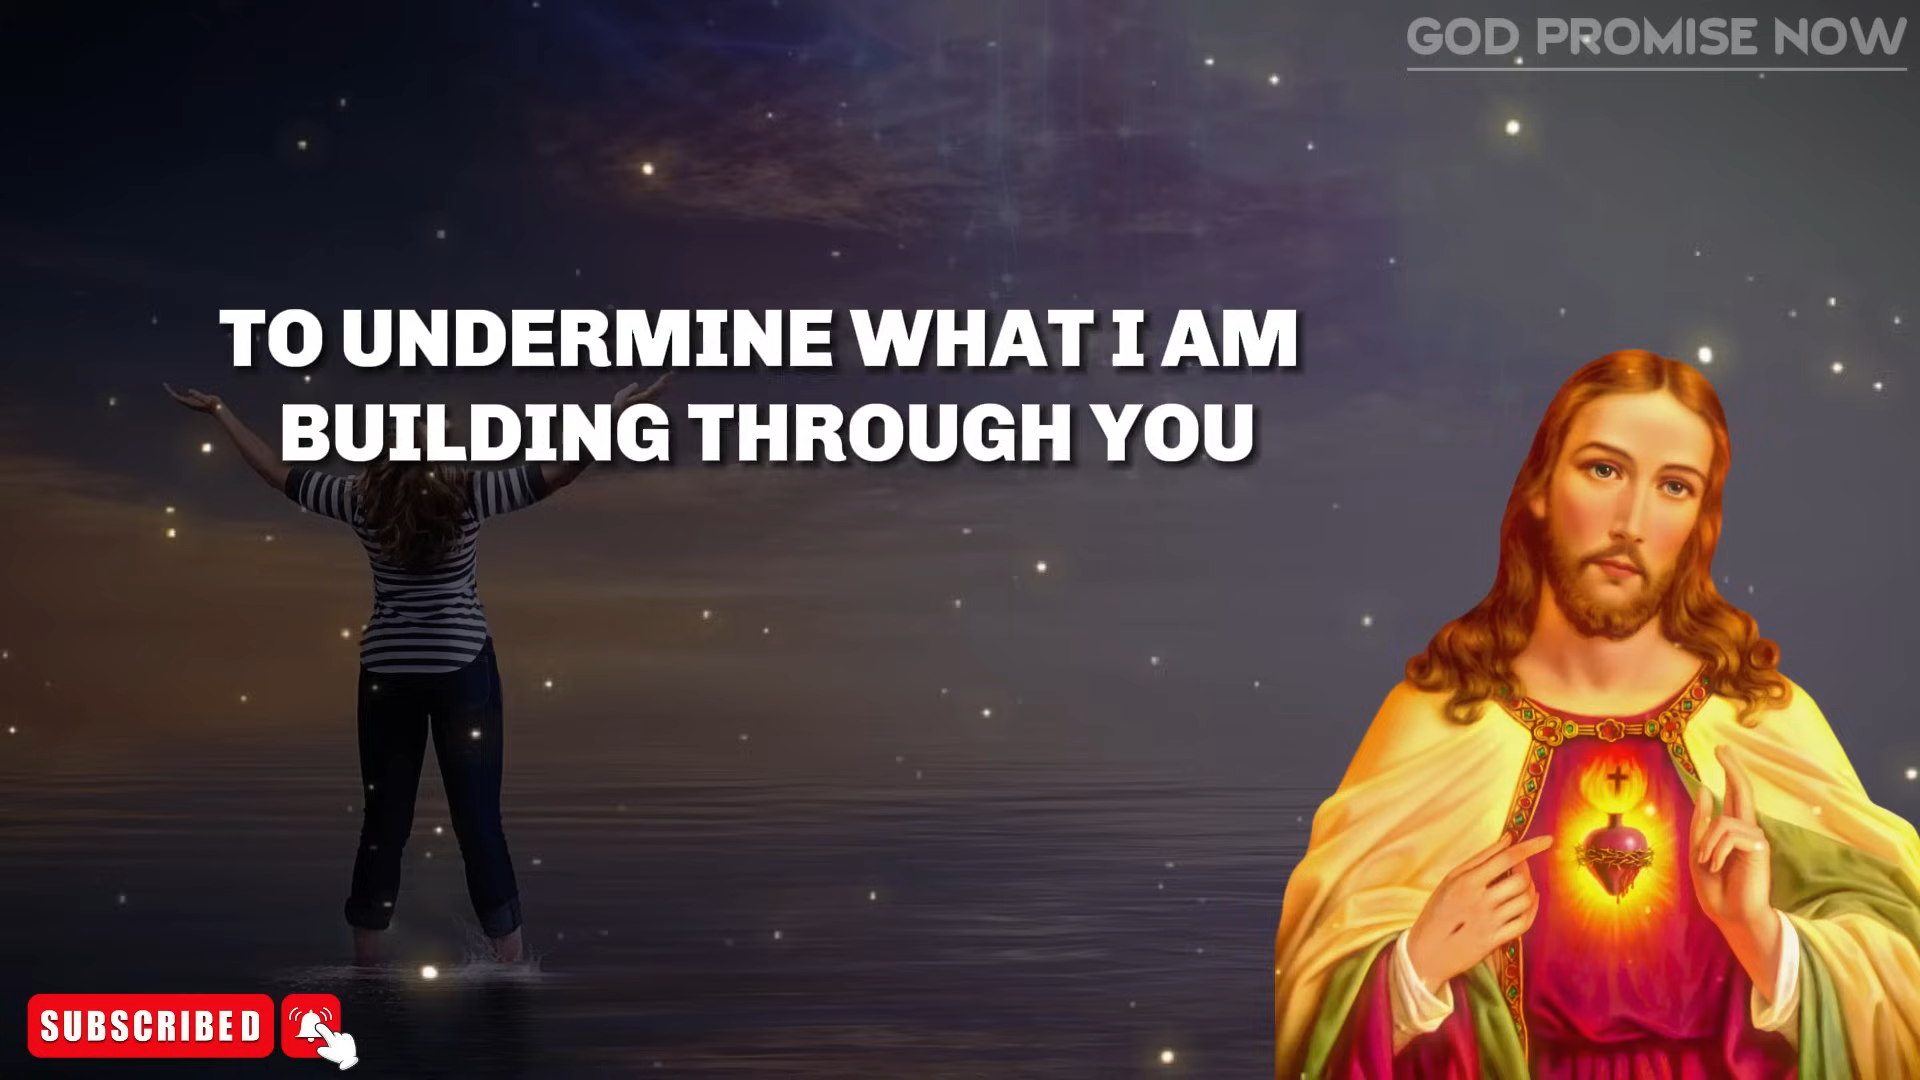 GOD PROMISE NOW
TO UNDERMINE WHAT I AM
BUILDING THROUGH YOU
SUBSCRIBED